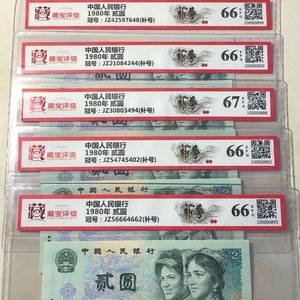 藏宝评级
中国人民银行
1980年 贰圆
冠号：JZ42597648(补号)
66
100000894
藏宝评级
中国人民银行
1980年 贰圆
冠号：JZ21084244(补号)
66
100000892
藏宝评级
中国人民银行
1980年 贰圆
冠号：JZ30803494(补号)
67
100000893
藏宝评级
中国人民银行
1980年 贰圆
冠号：JZ54745402(补号)
66
100000896
藏宝评级
中国人民银行
1980年 贰圆
冠号：JZ56664662(补号)
66
100000895
中国人民银行
贰圆
2